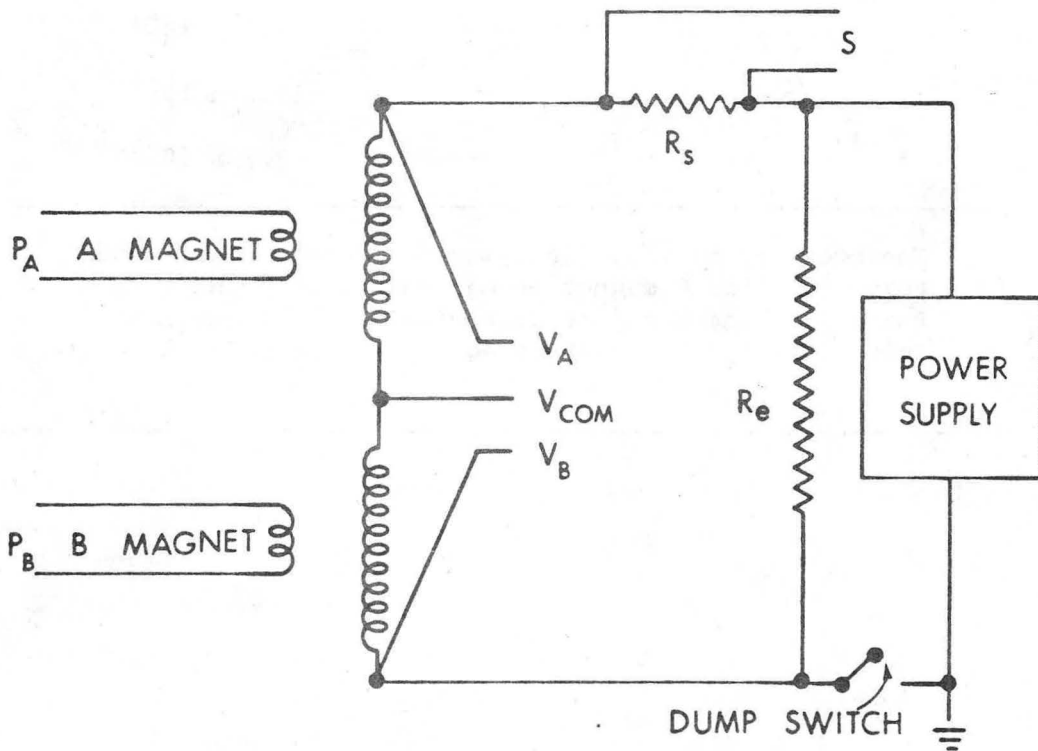 S
R_s
P_A A MAGNET
V_A
V_COM
V_B
R_e
POWER
SUPPLY
P_B B MAGNET
DUMP SWITCH